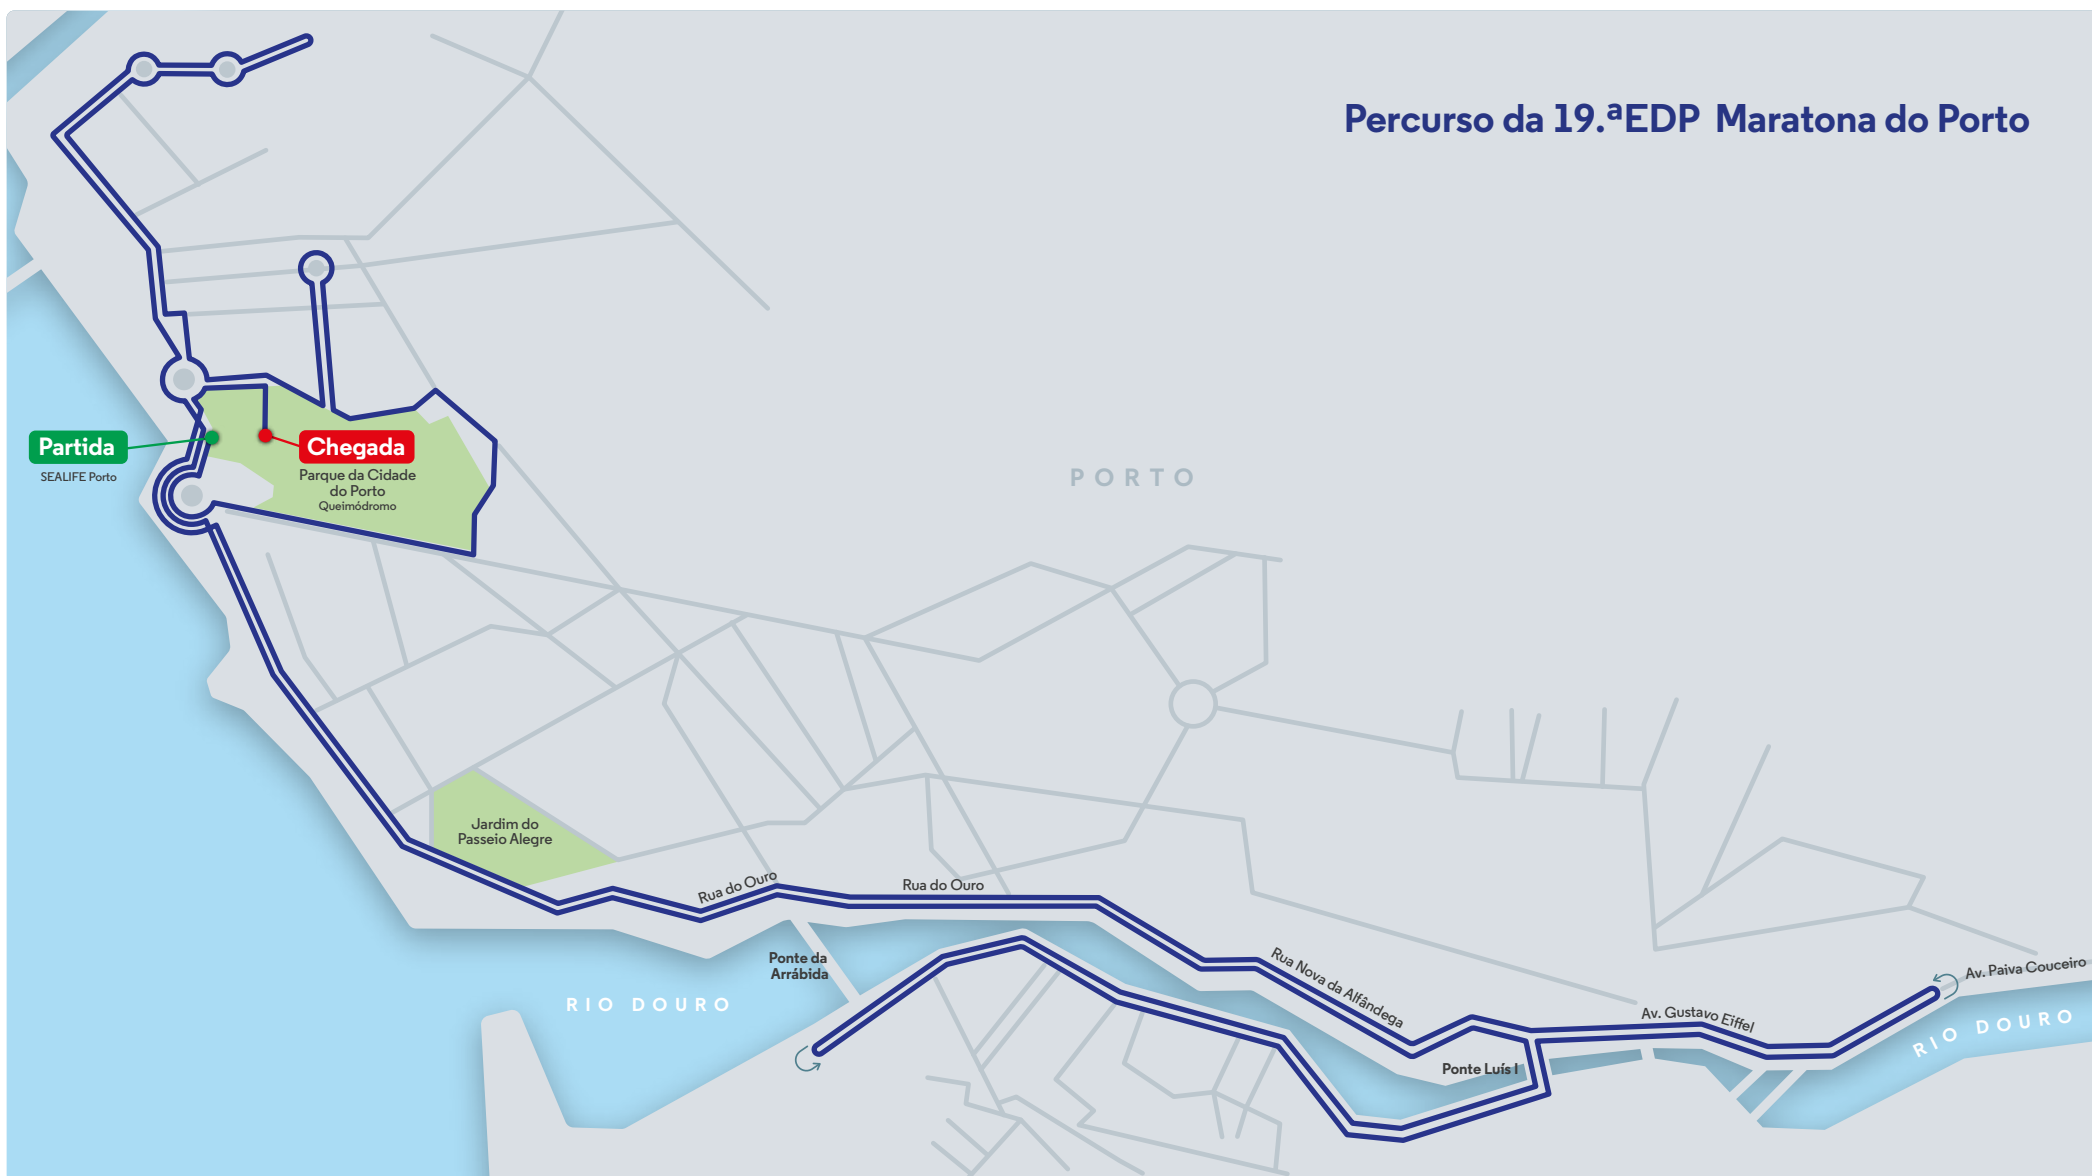 Percurso da 19.ªEDP Maratona do Porto
Partida
SEALIFE Porto
Chegada
Parque da Cidade
do Porto
Queimódromo
PORTO
Jardim do
Passeio Alegre
Rua do Ouro
Rua do Ouro
Ponte da
Arrábida
RIO DOURO
Rua Nova da Alfândega
Ponte Luís I
Av. Gustavo Eiffel
Av. Paiva Couceiro
RIO DOURO